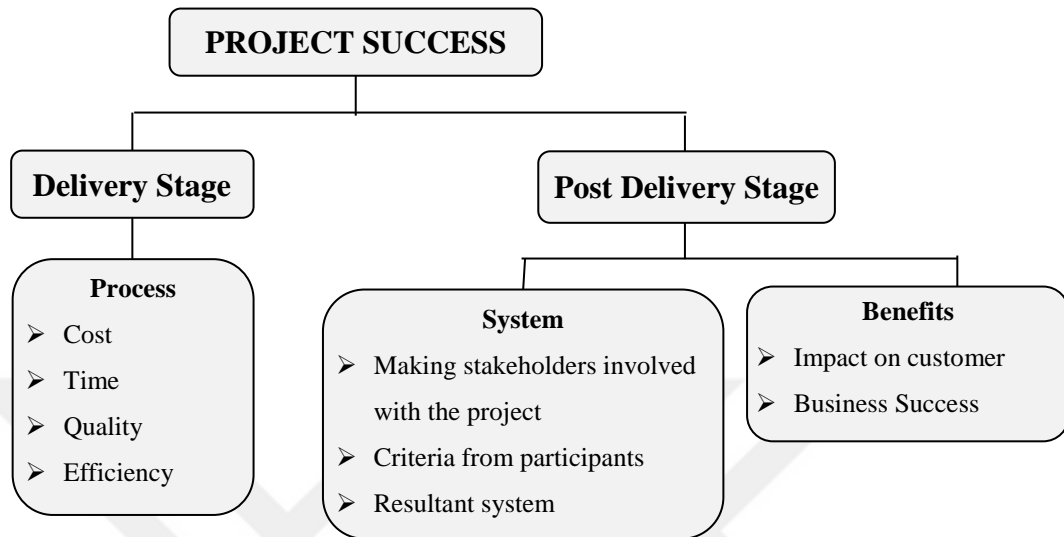 PROJECT SUCCESS
Delivery Stage
Post Delivery Stage
Process
➢ Cost
➢ Time
➢ Quality
➢ Efficiency
System
➢ Making stakeholders involved
with the project
➢ Criteria from participants
➢ Resultant system
Benefits
➢ Impact on customer
➢ Business Success